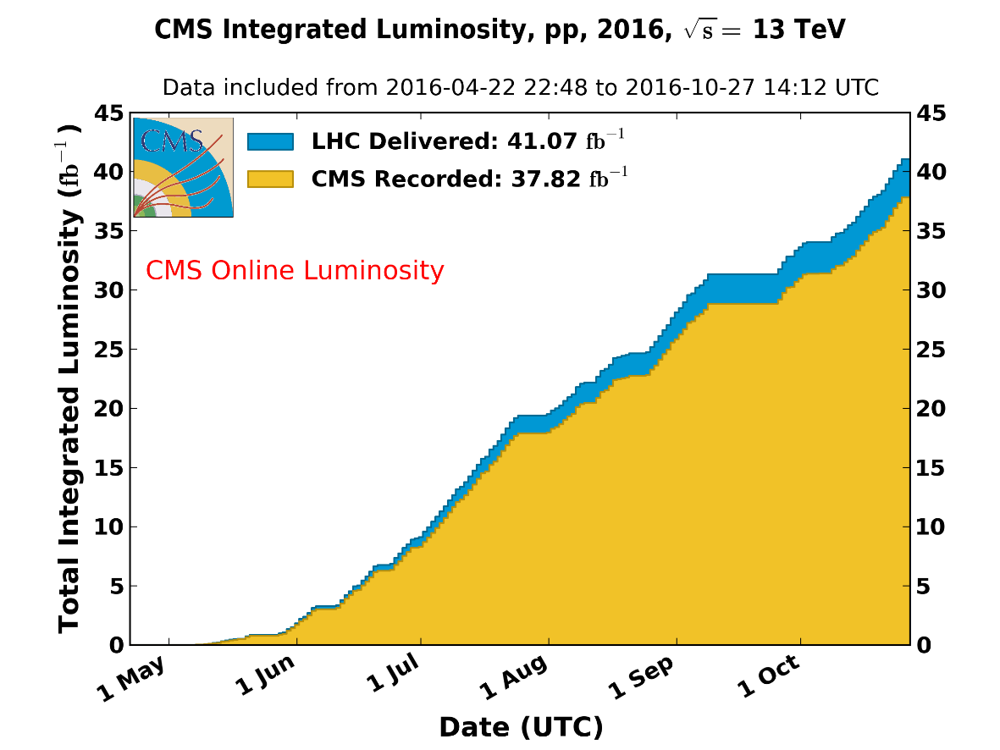 CMS Integrated Luminosity, pp, 2016, √s = 13 TeV
Data included from 2016-04-22 22:48 to 2016-10-27 14:12 UTC
CMS
LHC Delivered: 41.07 fb⁻¹
CMS Recorded: 37.82 fb⁻¹
CMS Online Luminosity
Total Integrated Luminosity (fb⁻¹)
45
40
35
30
25
20
15
10
5
0
45
40
35
30
25
20
15
10
5
0
1 May
1 Jun
1 Jul
1 Aug
1 Sep
1 Oct
Date (UTC)